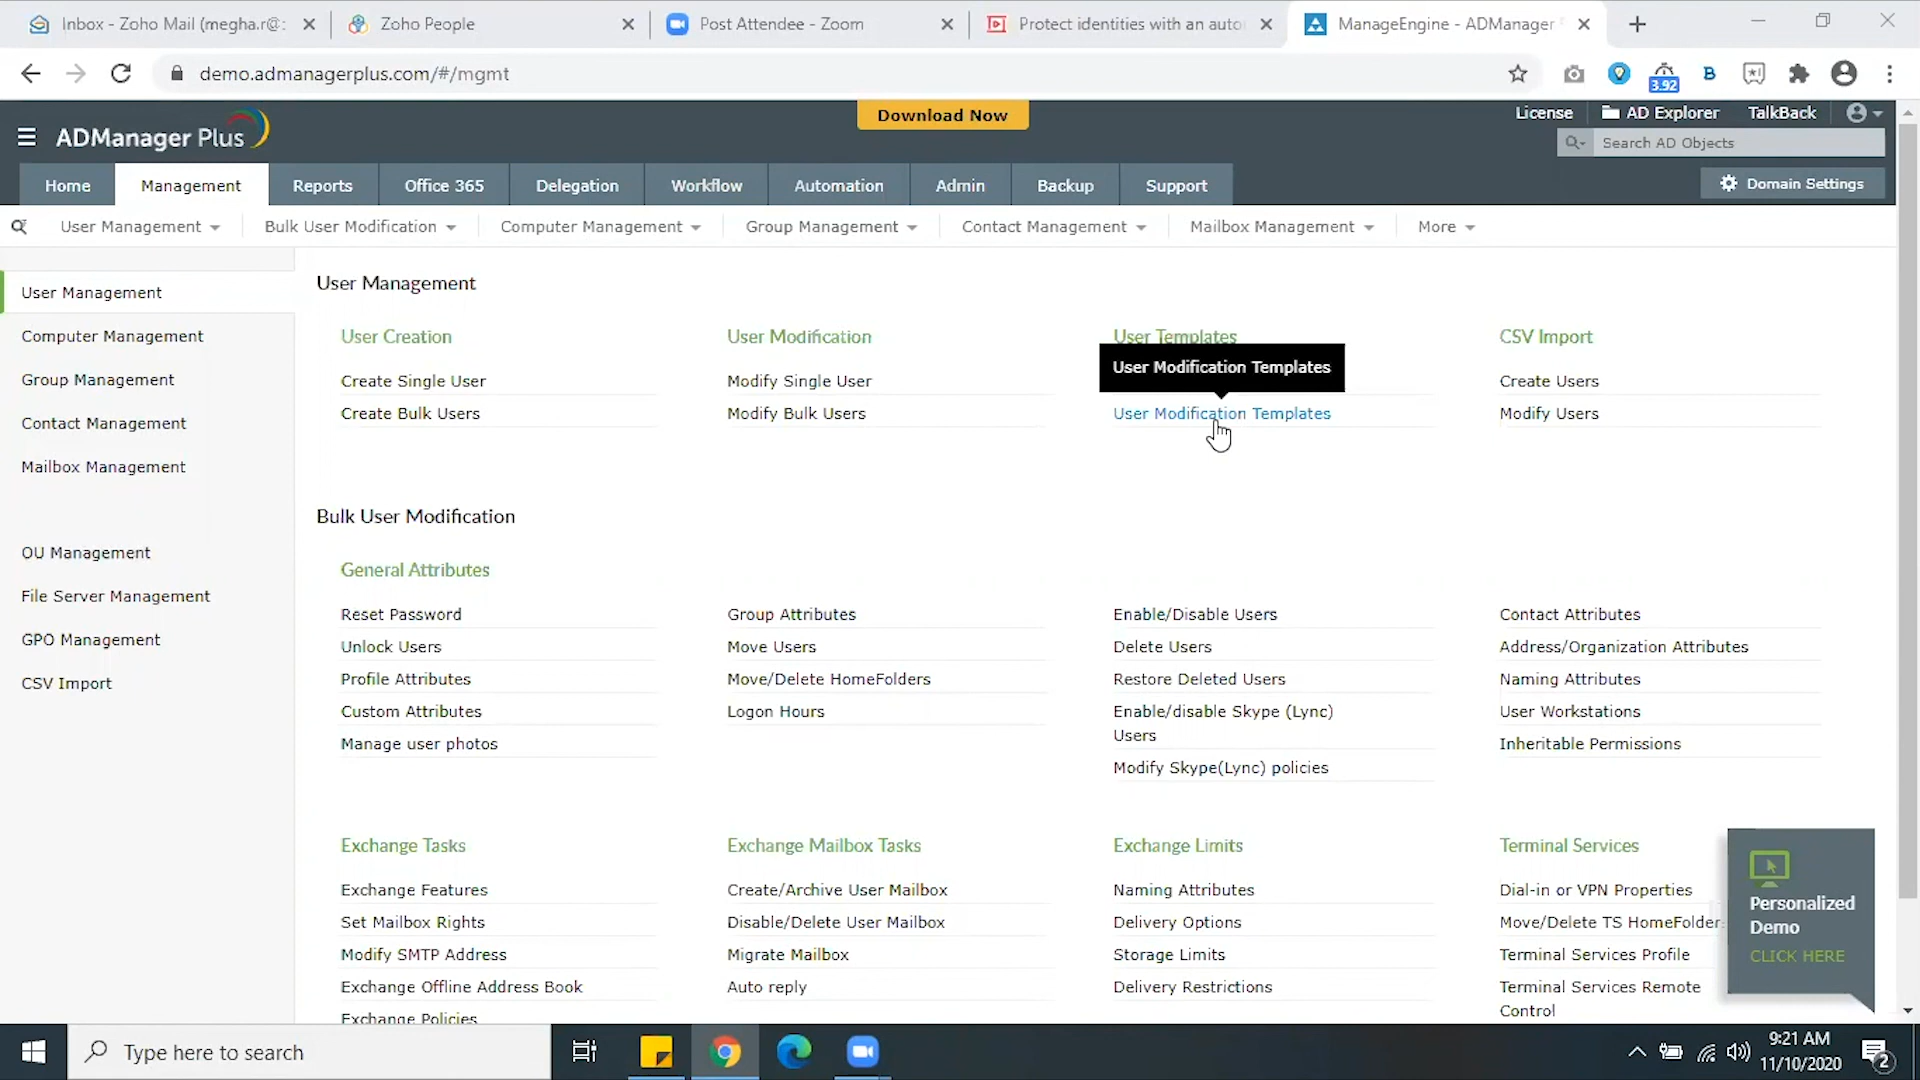 Inbox - Zoho Mail (megha.r@:
Zoho People
Post Attendee - Zoom
Protect identities with an auto
ManageEngine - ADManager
demo.admanagerplus.com/#/mgmt
3.92
B
ADManager Plus
Download Now
License
AD Explorer
TalkBack
Search AD Objects
Home
Management
Reports
Office 365
Delegation
Workflow
Automation
Admin
Backup
Support
Domain Settings
User Management
Bulk User Modification
Computer Management
Group Management
Contact Management
Mailbox Management
More
User Management
Computer Management
Group Management
Contact Management
Mailbox Management
OU Management
File Server Management
GPO Management
CSV Import
User Management
User Creation
Create Single User
Create Bulk Users
User Modification
Modify Single User
Modify Bulk Users
User Templates
User Modification Templates
User Modification Templates
CSV Import
Create Users
Modify Users
Bulk User Modification
General Attributes
Reset Password
Unlock Users
Profile Attributes
Custom Attributes
Manage user photos
Group Attributes
Move Users
Move/Delete HomeFolders
Logon Hours
Enable/Disable Users
Delete Users
Restore Deleted Users
Enable/disable Skype (Lync)
Users
Modify Skype(Lync) policies
Contact Attributes
Address/Organization Attributes
Naming Attributes
User Workstations
Inheritable Permissions
Exchange Tasks
Exchange Features
Set Mailbox Rights
Modify SMTP Address
Exchange Offline Address Book
Exchange Policies
Exchange Mailbox Tasks
Create/Archive User Mailbox
Disable/Delete User Mailbox
Migrate Mailbox
Auto reply
Exchange Limits
Naming Attributes
Delivery Options
Storage Limits
Delivery Restrictions
Terminal Services
Dial-in or VPN Properties
Move/Delete TS HomeFolder
Terminal Services Profile
Terminal Services Remote
Control
Personalized
Demo
CLICK HERE
Type here to search
9:21 AM
11/10/2020
2